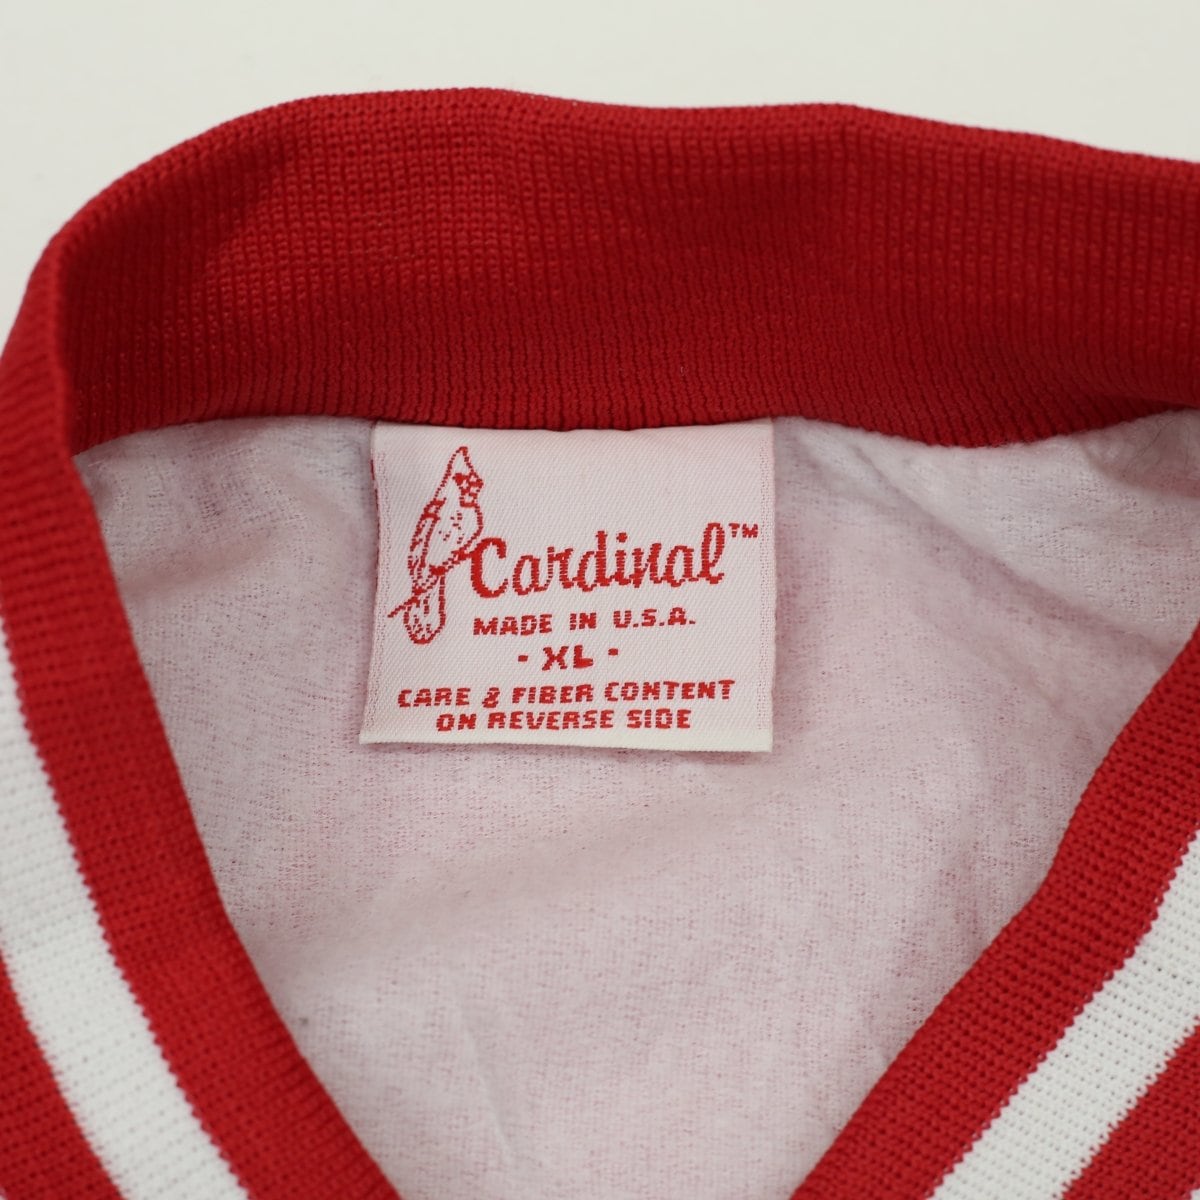 Cardinal™
MADE IN U.S.A.
- XL -
CARE & FIBER CONTENT
ON REVERSE SIDE